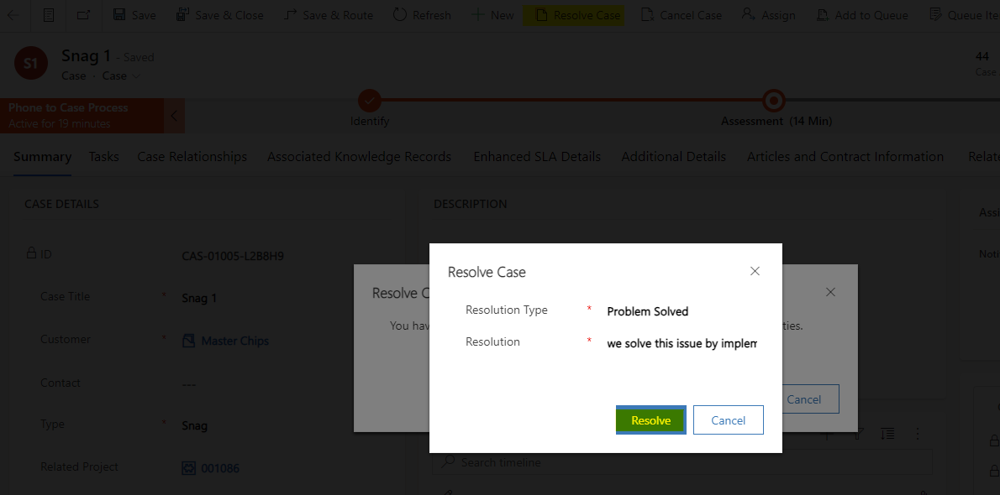 Save
Save & Close
Save & Route
Refresh
New
Resolve Case
Cancel Case
Assign
Add to Queue
Queue Ite
S1
Snag 1 - Saved
Case · Case
44
Case
Phone to Case Process
Active for 19 minutes
Identify
Assessment (14 Min)
Summary
Tasks
Case Relationships
Associated Knowledge Records
Enhanced SLA Details
Additional Details
Articles and Contract Information
Relat
CASE DETAILS
ID
CAS-01005-L2B8H9
Case Title * Snag 1
Customer * Master Chips
Contact ---
Type * Snag
Related Project 001086
DESCRIPTION
Resolve C
You hav
ties.
Cancel
Resolve Case
Resolution Type * Problem Solved
Resolution * we solve this issue by implem
Resolve
Cancel
Search timeline
Assi
Noti